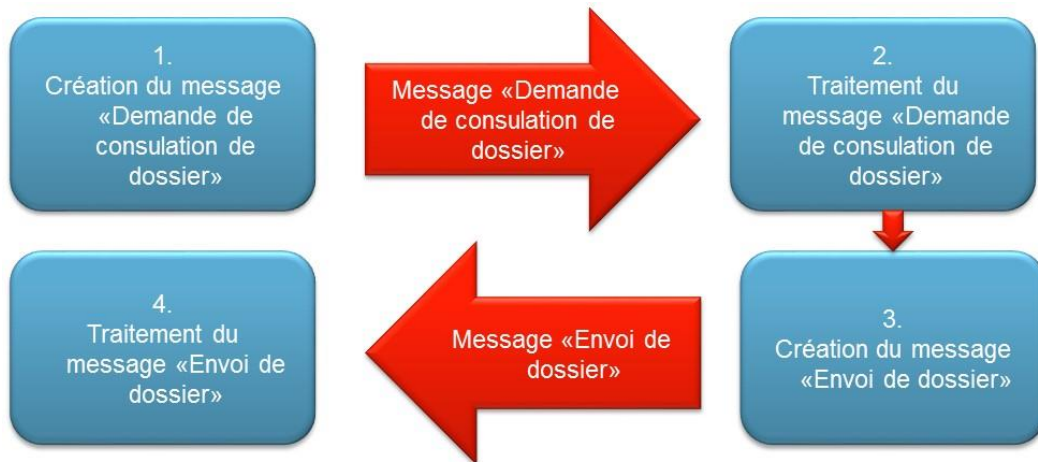 1.
Création du message
«Demande de
consulation de
dossier»
Message «Demande
de consulation de
dossier»
2.
Traitement du
message «Demande
de consulation de
dossier»
3.
Création du message
«Envoi de dossier»
Message «Envoi de
dossier»
4.
Traitement du
message «Envoi de
dossier»